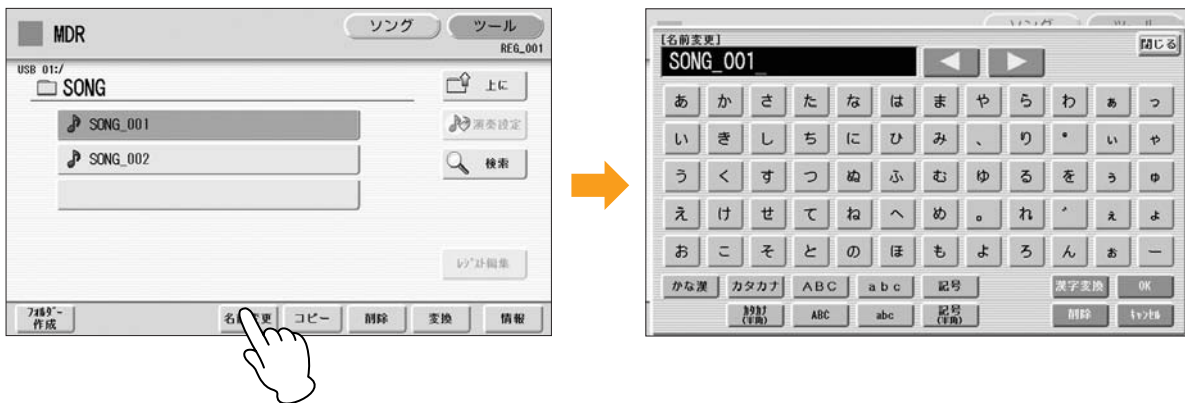 MDR
ソング
ツール
REG_001
USB 01:/
SONG
上に
SONG_001
演奏設定
SONG_002
検索
レジスト編集
フォルダー
作成
名前変更 コピー 削除 変換 情報
[名前変更]
閉じる
SONG_001_
あ か さ た な は ま や ら わ ぁ っ
い き し ち に ひ み 、 り ゜ ぃ ゃ
う く す つ ぬ ふ む ゆ る を ぅ ゅ
え け せ て ね へ め 。 れ ゛ ぇ ょ
お こ そ と の ほ も よ ろ ん ぉ ー
かな漢 カタカナ ABC abc 記号 漢字変換 OK
カタカナ
(半角)
ABC abc
記号
(半角)
削除 キャンセル